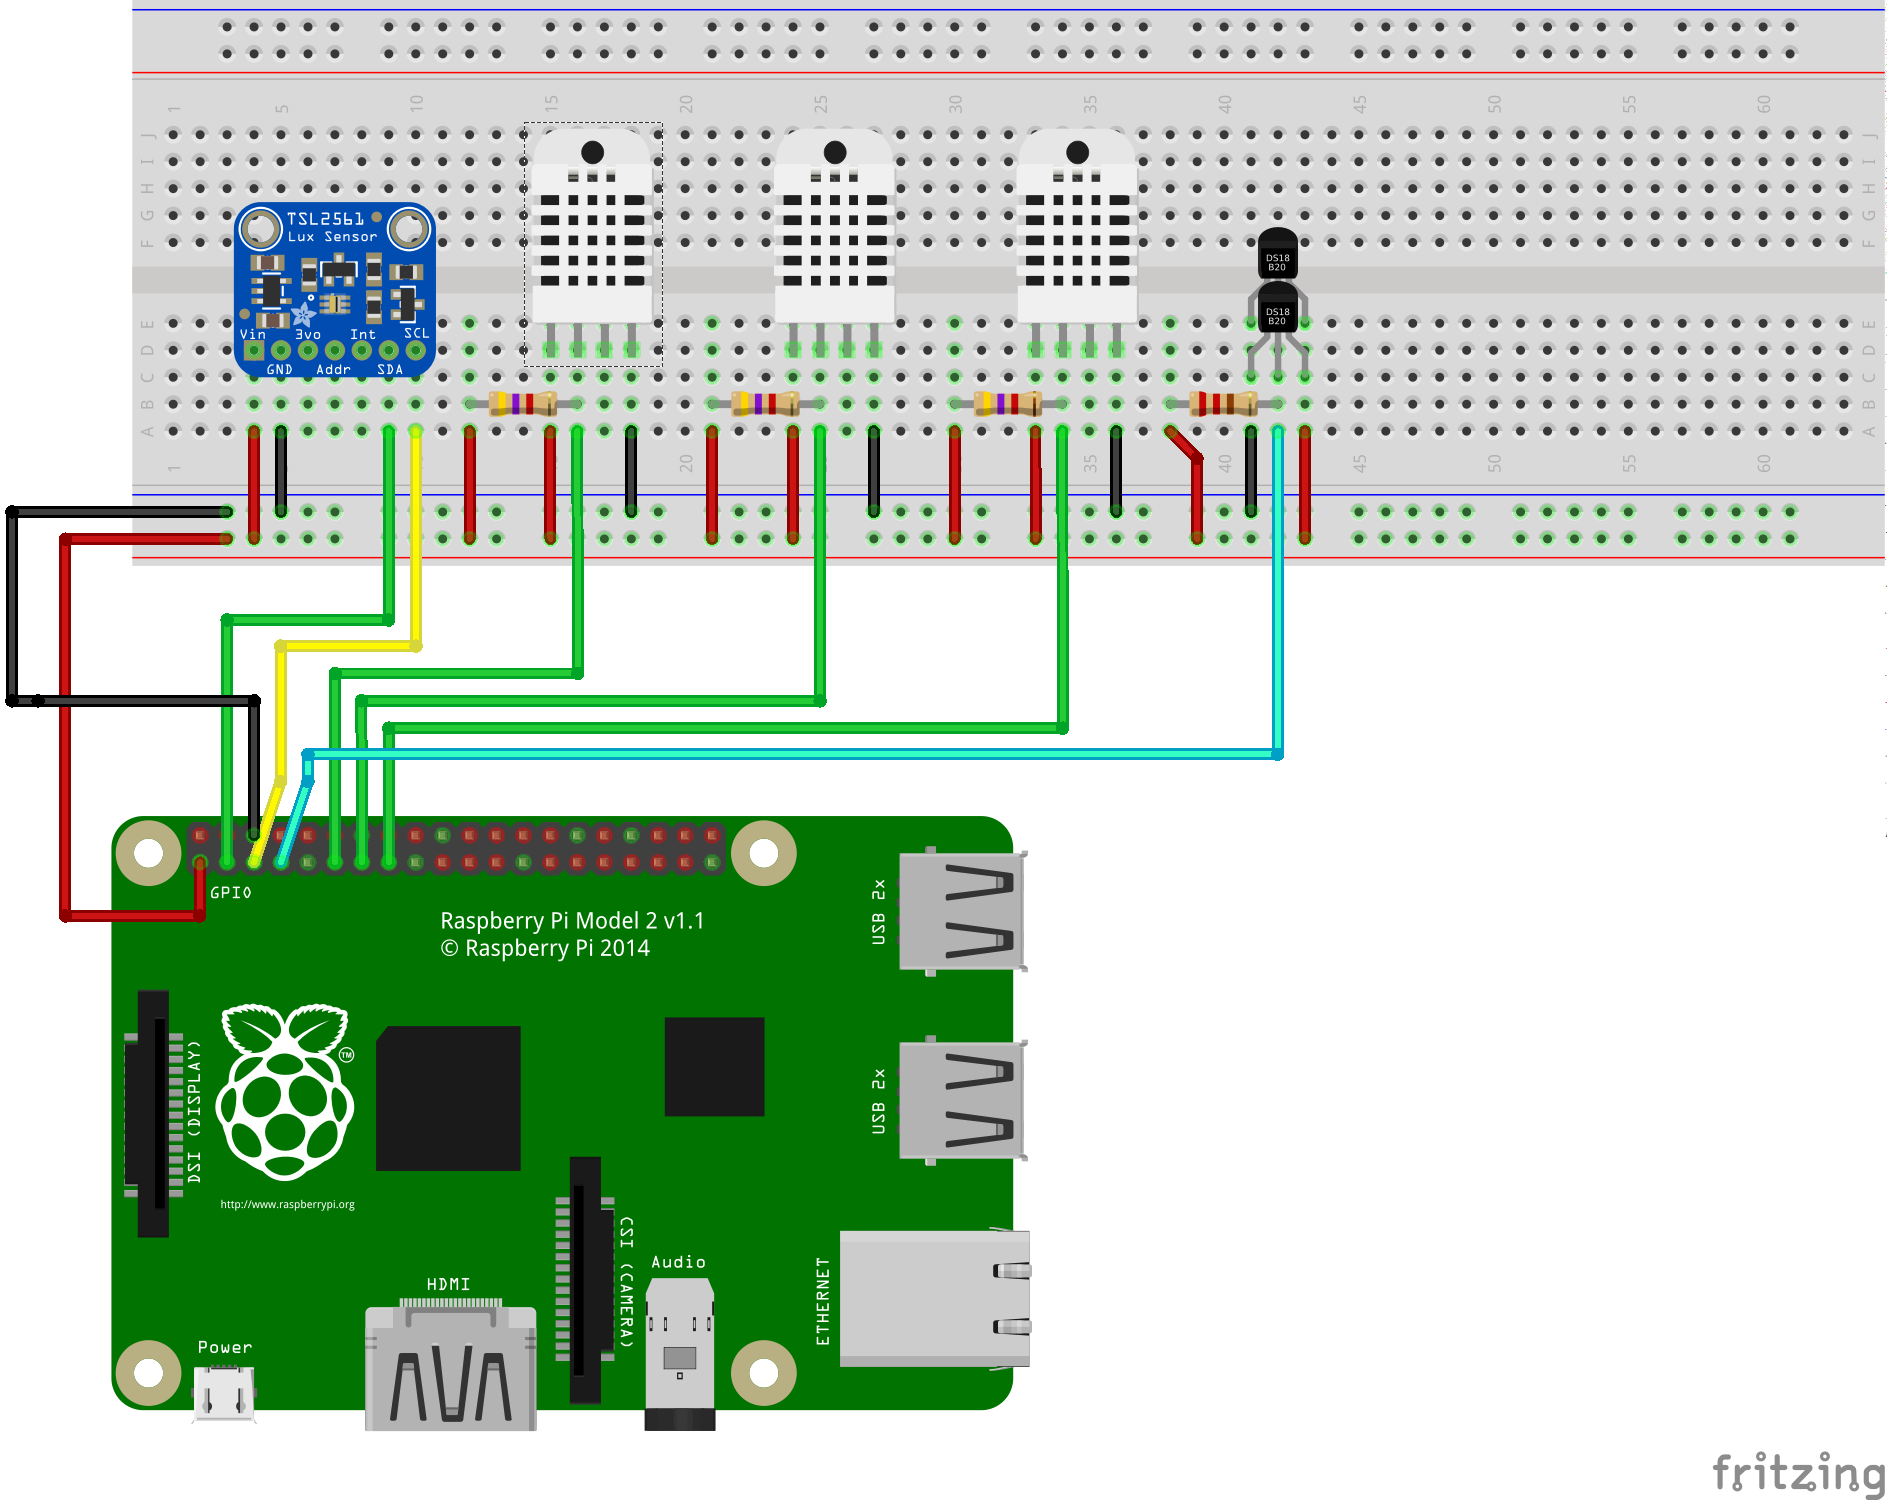 1 5 10 15 20 25 30 35 40 45 50 55 60
J J
I I
H H
G G
F F
TSL2561
Lux Sensor
DS18
B20
DS18
B20
Vin 3vo Int SCL
GND Addr SDA
E E
D D
C C
B B
A A
1 20 35 40 45 50 55 60
GPIO
Raspberry Pi Model 2 v1.1
© Raspberry Pi 2014
USB 2x
USB 2x
DSI (DISPLAY)
TM
http://www.raspberrypi.org
CSI (CAMERA)
Audio
HDMI
ETHERNET
Power
fritzing